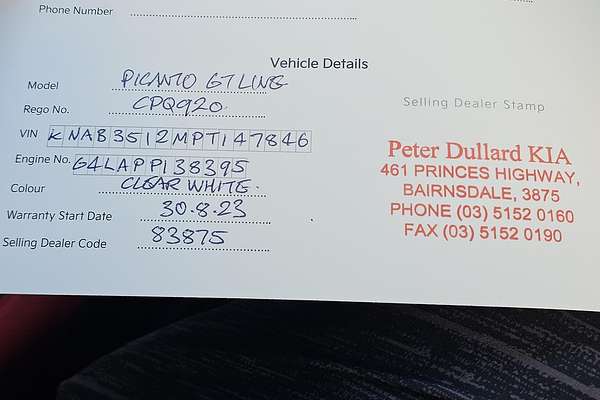 Phone Number
Vehicle Details
Model PICANTO GT LINE
Rego No. CPQ920.
VIN KNAB3512MPT147846
Engine No. G4LAPP138395
Colour CLEAR WHITE.
Warranty Start Date 30.8.23
Selling Dealer Code 83875
Selling Dealer Stamp
Peter Dullard KIA
461 PRINCES HIGHWAY,
BAIRNSDALE, 3875
PHONE (03) 5152 0160
FAX (03) 5152 0190